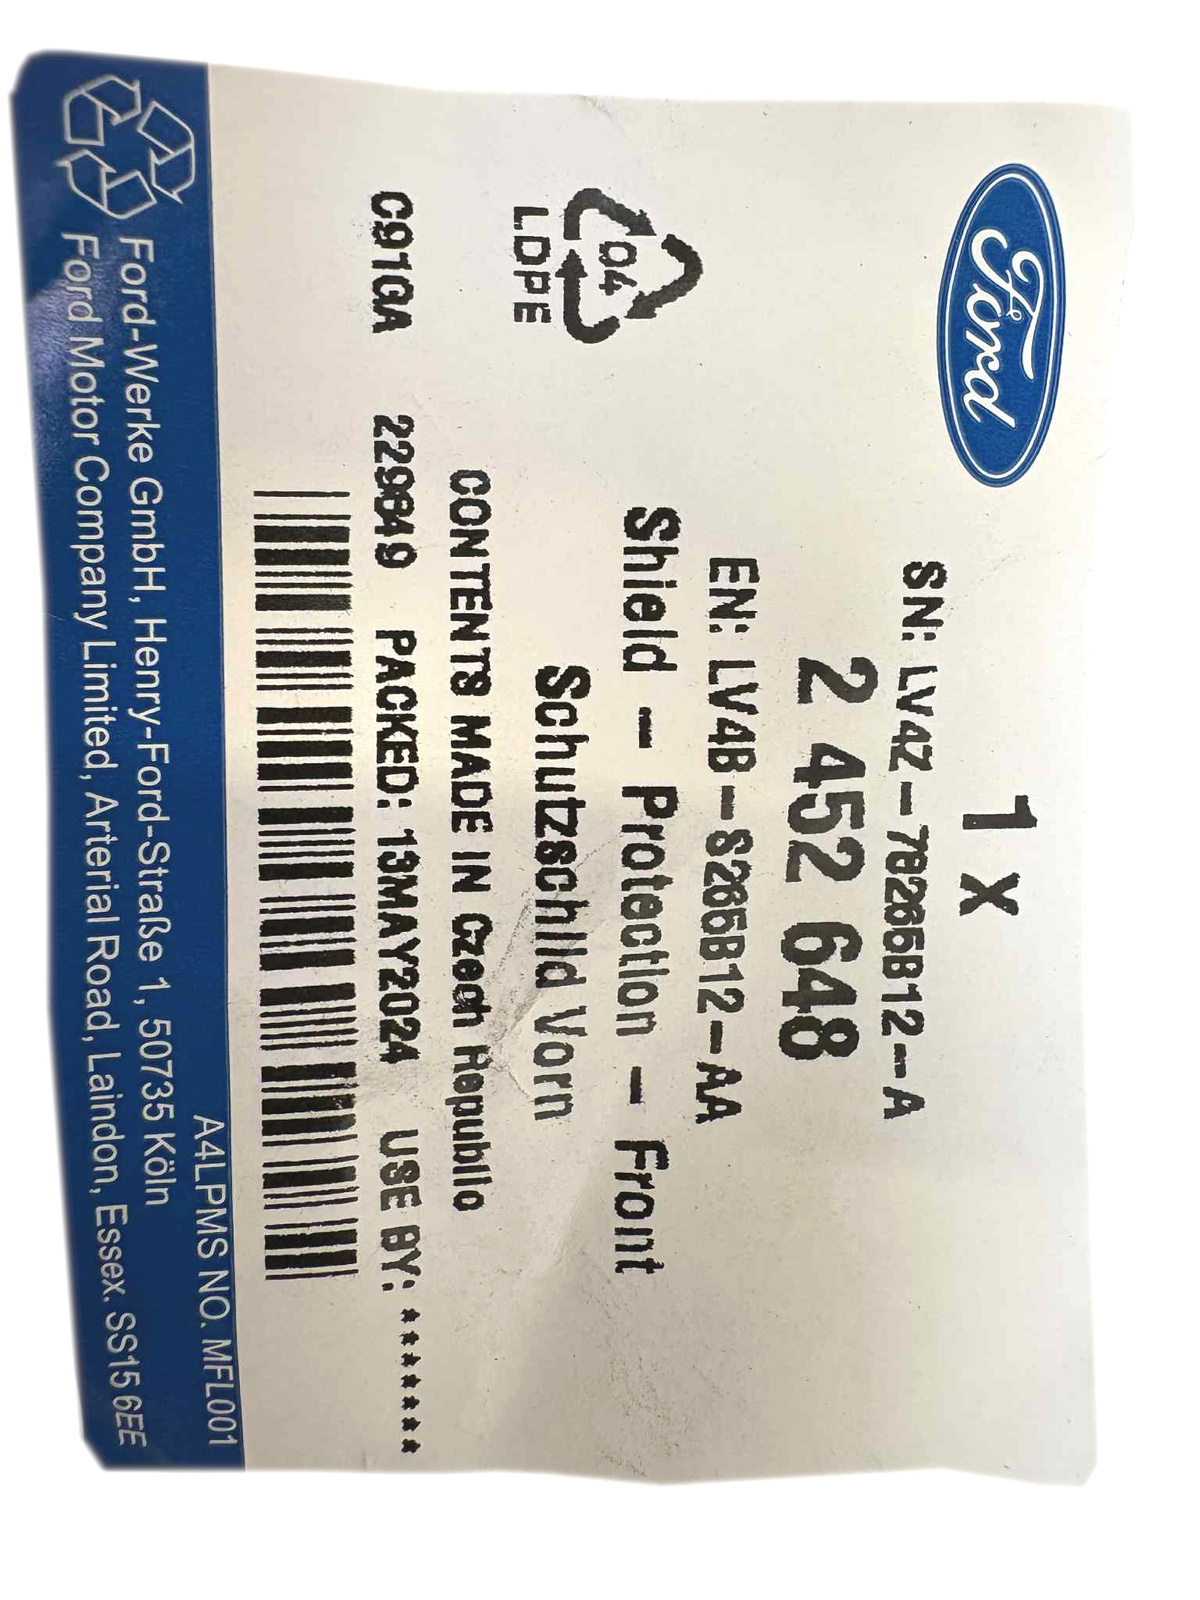 Ford
1 x
SN: LV4Z-78265B12-A
2 452 648
EN: LV4B-S265B12-AA
Shield - Protection - Front
04
LDPE
Schutzschild Vorn
CONTENTS MADE IN Czech Republic
C910A PACKED: 13MAY2024 USE BY: ********
A4LPMS NO. MFL001
Ford-Werke GmbH, Henry-Ford-Straße 1, 50735 Köln
Ford Motor Company Limited, Arterial Road, Laindon, Essex. SS15 6EE